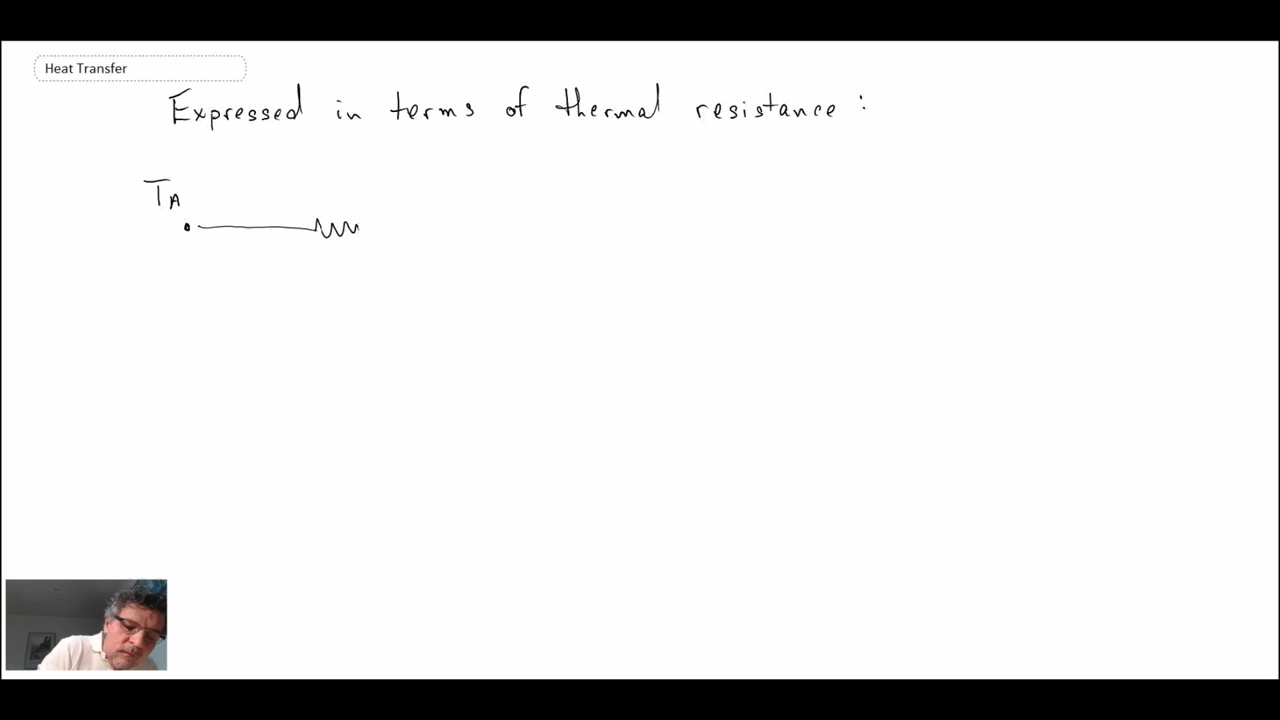 Heat Transfer
Expressed in terms of thermal resistance :
TA